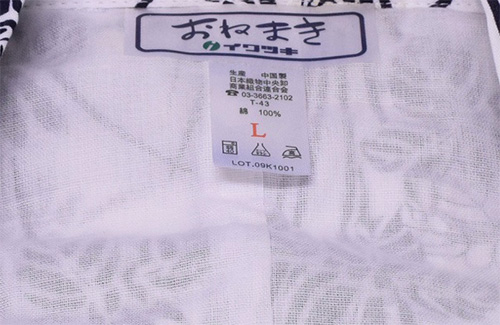 おねまき
イワツキ
生産 中国製
日本織物中央卸
商業組合連合会
☎ 03-3663-2102
T-43
綿 100%
L
LOT.09K1001